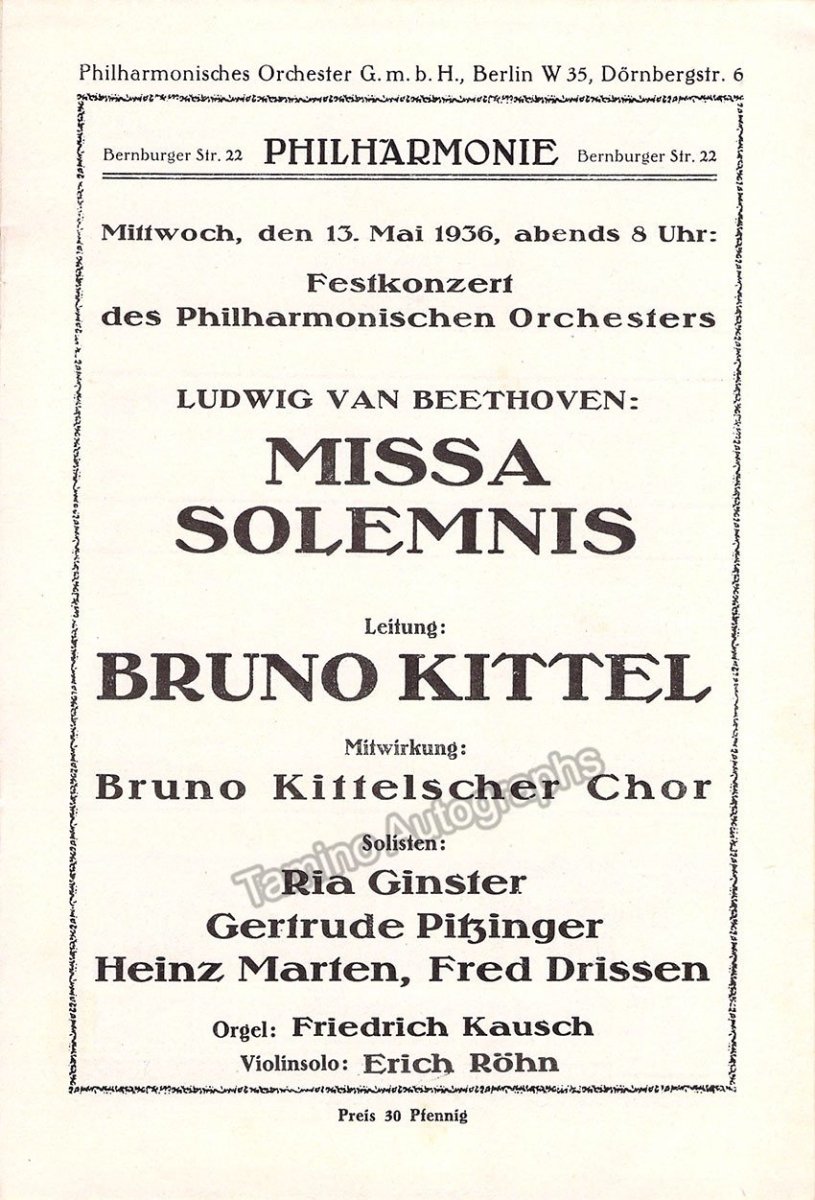 Philharmonisches Orchester G. m. b. H., Berlin W 35, Dörnbergstr. 6
Bernburger Str. 22 PHILHARMONIE Bernburger Str. 22
Mittwoch, den 13. Mai 1936, abends 8 Uhr:
Festkonzert
des Philharmonischen Orchesters
LUDWIG VAN BEETHOVEN:
MISSA
SOLEMNIS
Leitung:
BRUNO KITTEL
Mitwirkung:
Bruno Kittelscher Chor
Tamino Autographs
Solisten:
Ria Ginster
Gertrude Pitzinger
Heinz Marten, Fred Drissen
Orgel: Friedrich Kausch
Violinsolo: Erich Röhn
Preis 30 Pfennig